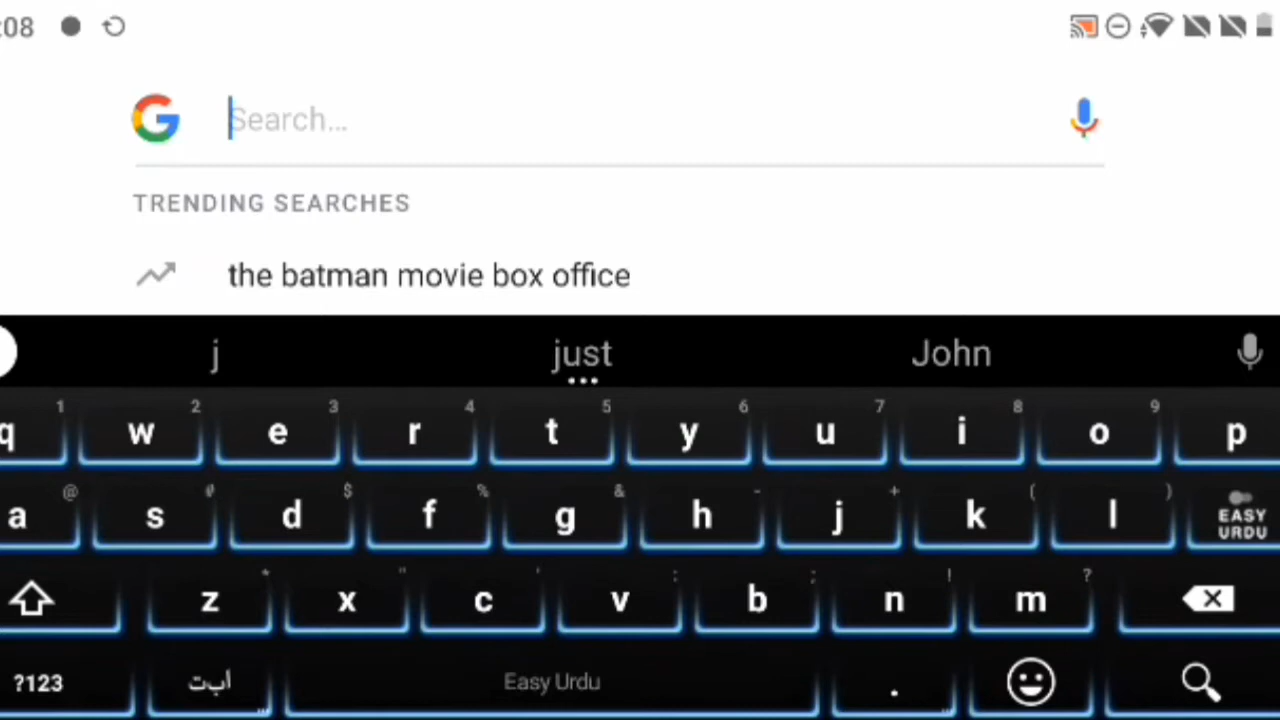 :08
G Search...
TRENDING SEARCHES
the batman movie box office
j just John
1 2 3 4 5 6 7 8 9
q w e r t y u i o p
@ # $ % & - + ( )
a s d f g h j k l EASY URDU
* " ' : ; ! ?
z x c v b n m
?123 ابت Easy Urdu .